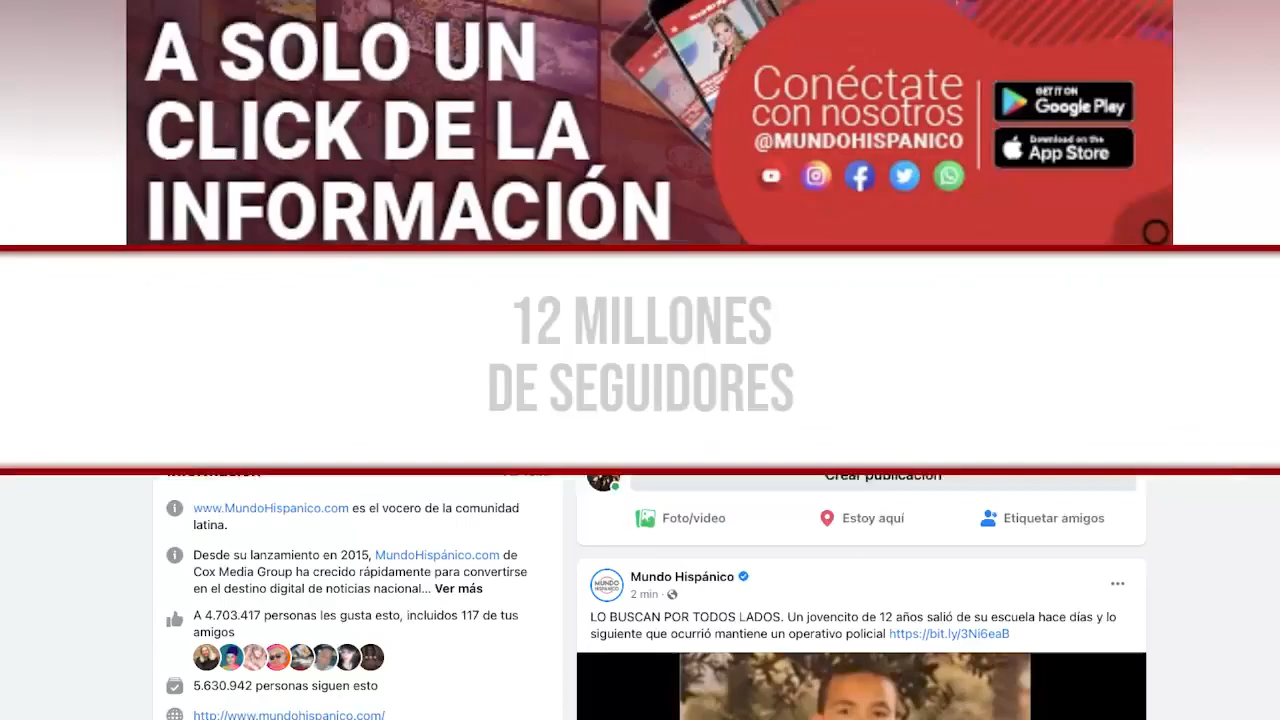 A SOLO UN
CLICK DE LA
INFORMACIÓN
Conéctate
con nosotros
@MUNDOHISPANICO
GET IT ON
Google Play
Download on the
App Store
12 MILLONES
DE SEGUIDORES
Crear publicación
Foto/video
Estoy aquí
Etiquetar amigos
www.MundoHispanico.com es el vocero de la comunidad
latina.
Desde su lanzamiento en 2015, MundoHispánico.com de
Cox Media Group ha crecido rápidamente para convertirse
en el destino digital de noticias nacional... Ver más
A 4.703.417 personas les gusta esto, incluidos 117 de tus
amigos
5.630.942 personas siguen esto
http://www.mundohispanico.com/
MUNDO
HISPÁNICO
Mundo Hispánico
2 min ·
LO BUSCAN POR TODOS LADOS. Un jovencito de 12 años salió de su escuela hace días y lo
siguiente que ocurrió mantiene un operativo policial https://bit.ly/3Ni6eaB